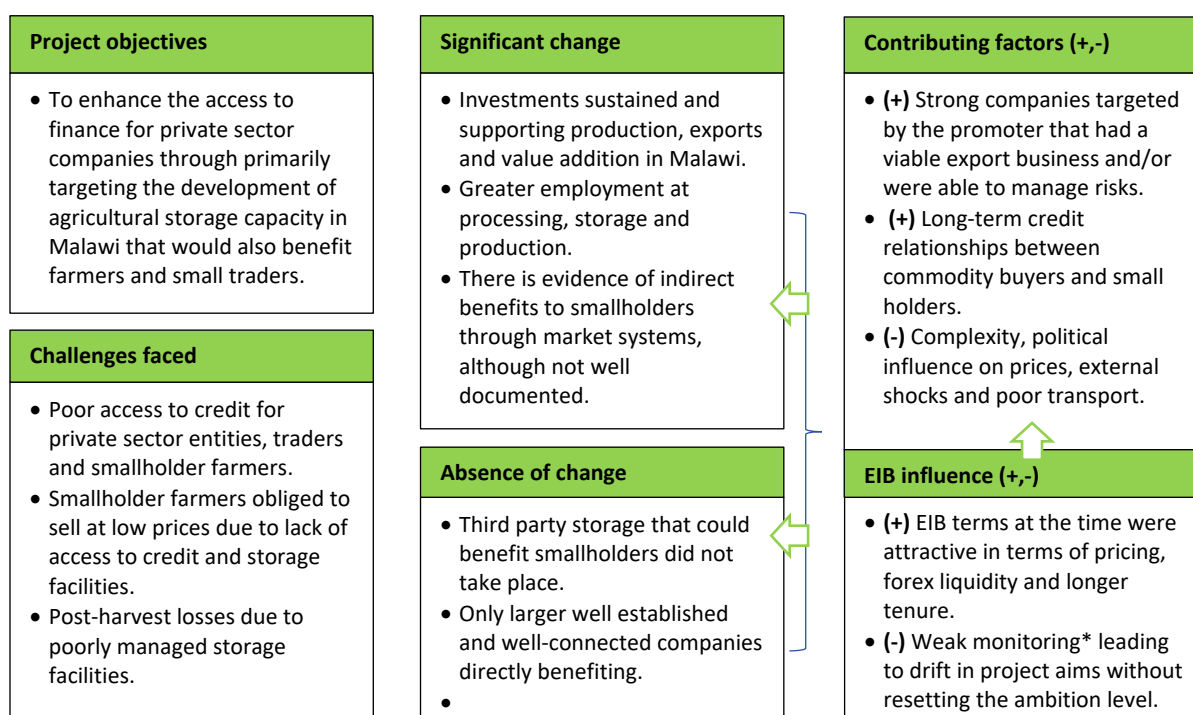 Project objectives
• To enhance the access to
finance for private sector
companies through primarily
targeting the development of
agricultural storage capacity in
Malawi that would also benefit
farmers and small traders.
Challenges faced
• Poor access to credit for
private sector entities, traders
and smallholder farmers.
• Smallholder farmers obliged to
sell at low prices due to lack of
access to credit and storage
facilities.
• Post-harvest losses due to
poorly managed storage
facilities.
Significant change
• Investments sustained and
supporting production, exports
and value addition in Malawi.
• Greater employment at
processing, storage and
production.
• There is evidence of indirect
benefits to smallholders
through market systems,
although not well
documented.
Absence of change
• Third party storage that could
benefit smallholders did not
take place.
• Only larger well established
and well-connected companies
directly benefiting.
•
Contributing factors (+,-)
• (+) Strong companies targeted
by the promoter that had a
viable export business and/or
were able to manage risks.
• (+) Long-term credit
relationships between
commodity buyers and small
holders.
• (-) Complexity, political
influence on prices, external
shocks and poor transport.
EIB influence (+,-)
• (+) EIB terms at the time were
attractive in terms of pricing,
forex liquidity and longer
tenure.
• (-) Weak monitoring* leading
to drift in project aims without
resetting the ambition level.